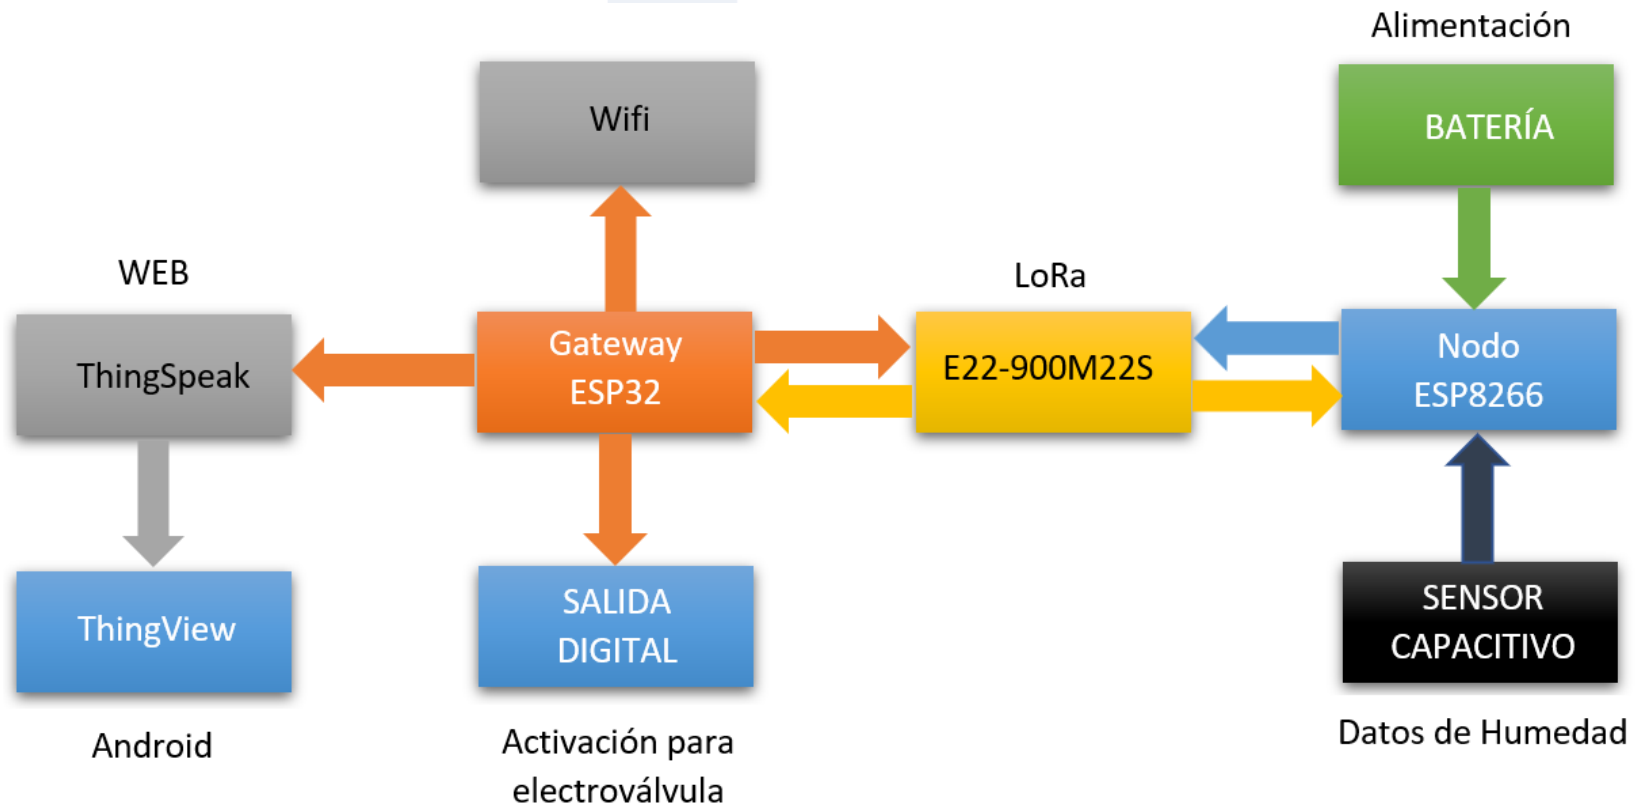 Alimentación
Wifi
BATERÍA
WEB
LoRa
ThingSpeak
Gateway
ESP32
E22-900M22S
Nodo
ESP8266
ThingView
SALIDA
DIGITAL
SENSOR
CAPACITIVO
Android
Activación para
electroválvula
Datos de Humedad